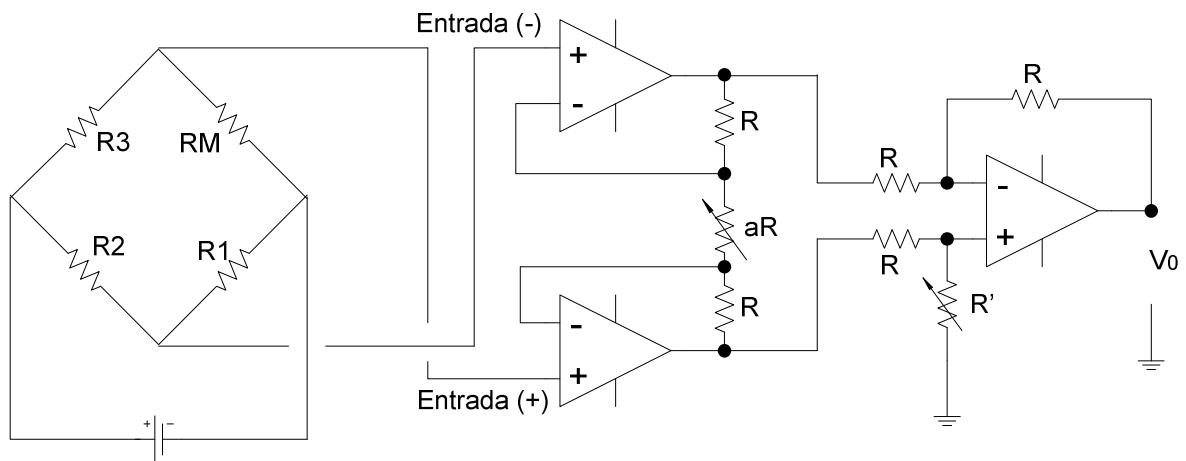 Entrada (-)
+
-
R
R3
RM
R
R
-
+
aR
R2
R1
R
R'
V0
-
+
R
Entrada (+)
+ -